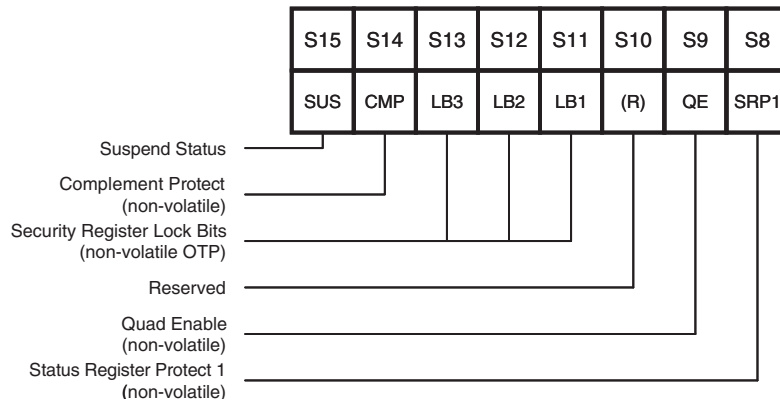 S15 S14 S13 S12 S11 S10 S9 S8
SUS CMP LB3 LB2 LB1 (R) QE SRP1
Suspend Status
Complement Protect
(non-volatile)
Security Register Lock Bits
(non-volatile OTP)
Reserved
Quad Enable
(non-volatile)
Status Register Protect 1
(non-volatile)